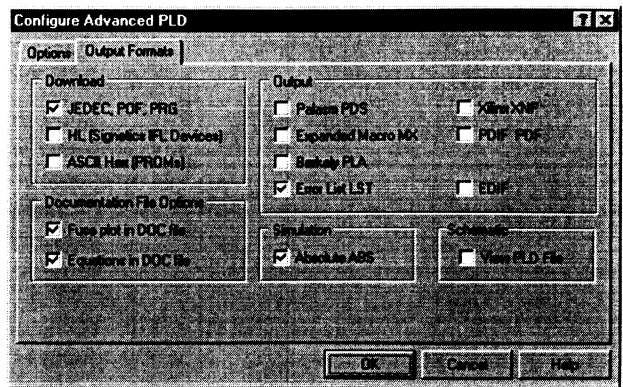 Configure Advanced PLD
Options
Output Formats
Download
JEDEC, POF, PRG
HL (Signetics IFL Devices)
ASCII Hex (PROMs)
Documentation File Options
Fuse plot in DOC file
Equations in DOC file
Output
Palasm PDS
Expanded Macro MX
Berkely PLA
Error List LST
Xilinx XNF
PDIF PDF
EDIF
Simulation
Absolute ABS
Schematic
View PLD File
OK
Cancel
Help